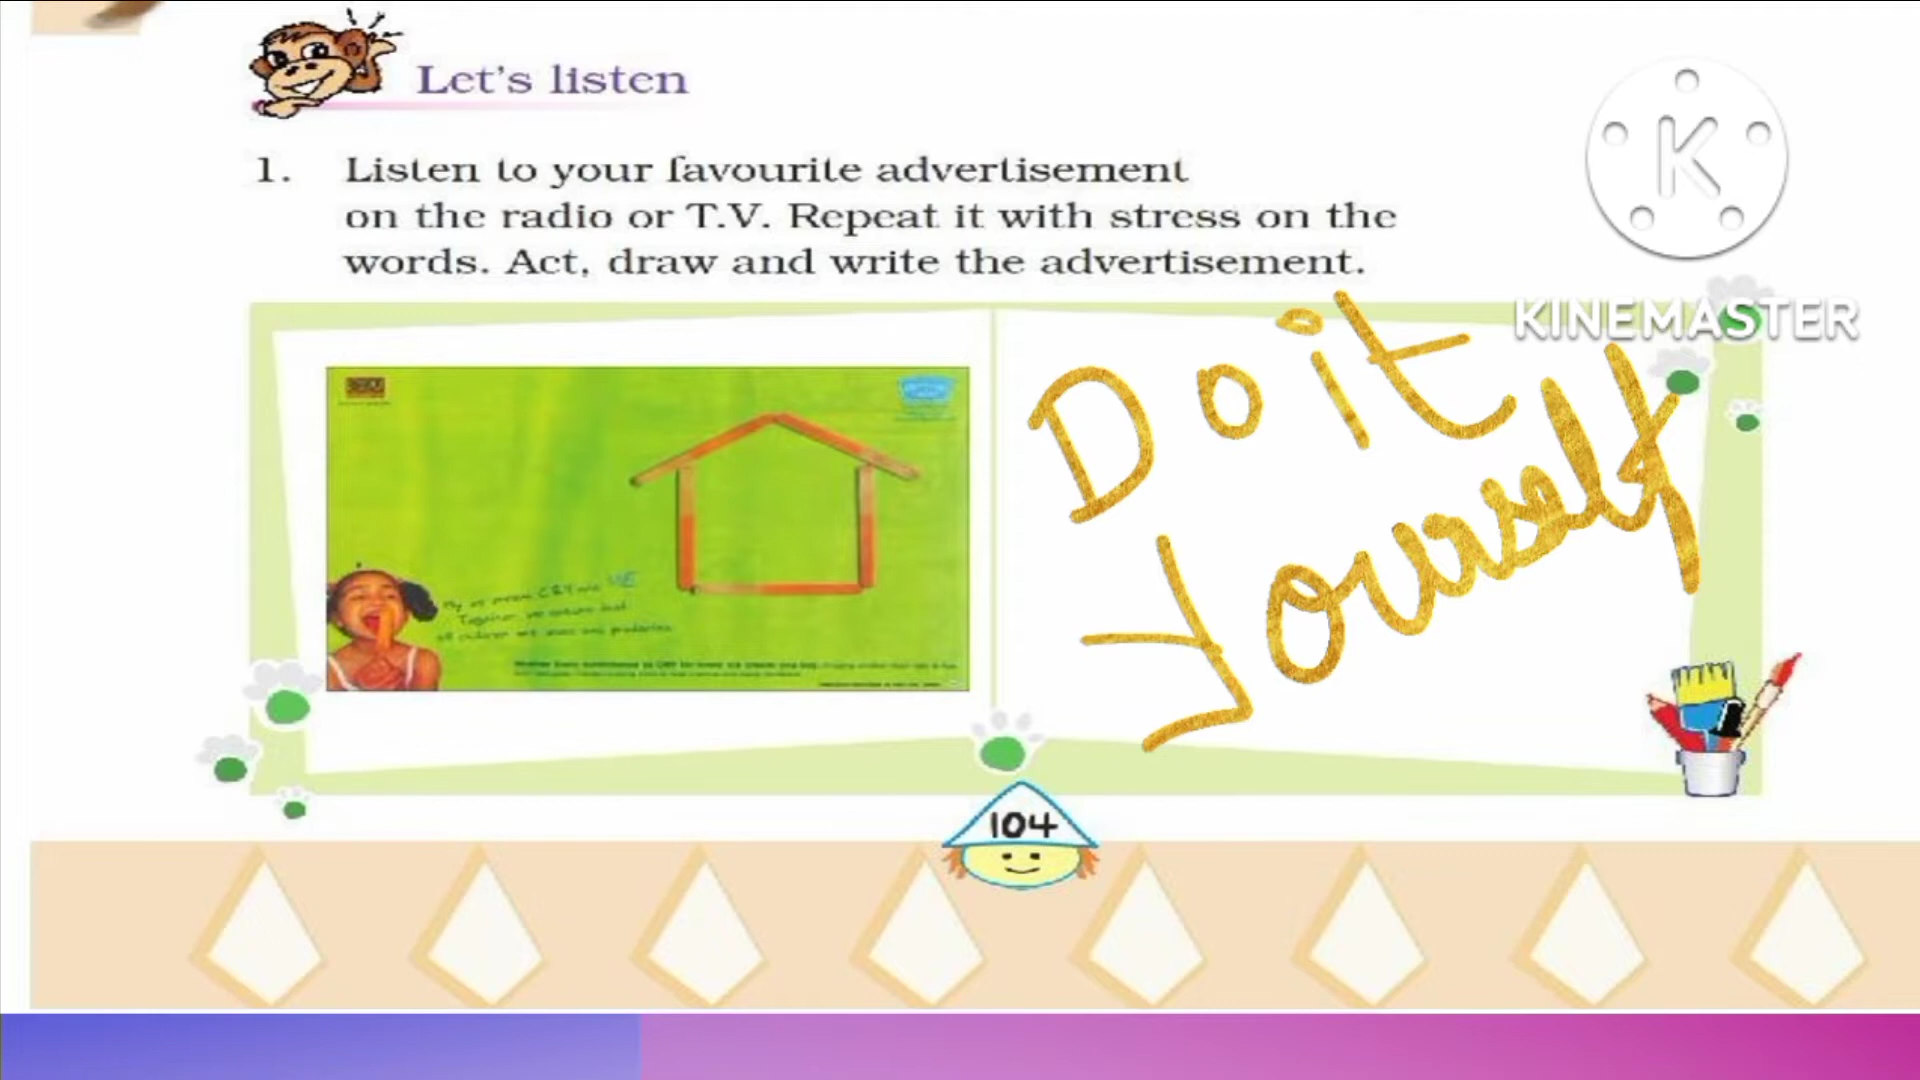 Let's listen
1. Listen to your favourite advertisement
on the radio or T.V. Repeat it with stress on the
words. Act, draw and write the advertisement.
K
KINEMASTER
Do it
Yourself
104